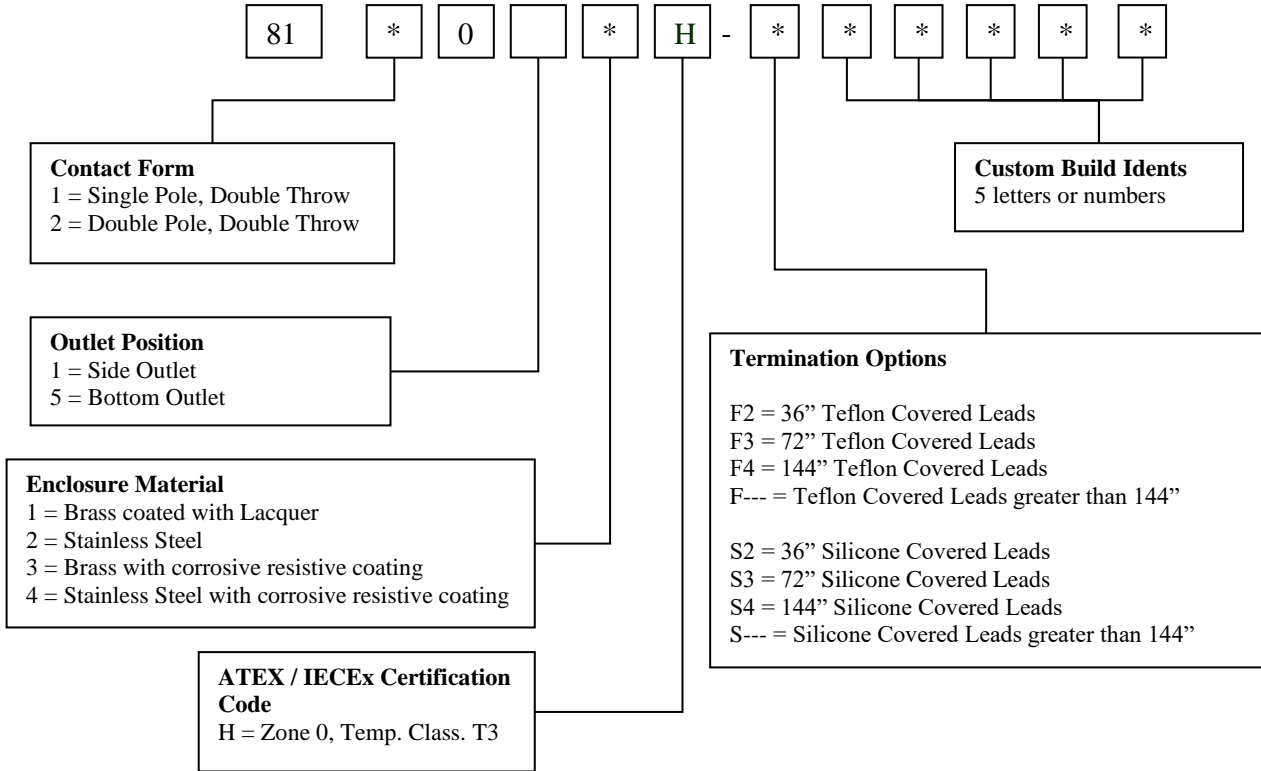 81 * 0 * H - * * * * * *
Contact Form
1 = Single Pole, Double Throw
2 = Double Pole, Double Throw
Custom Build Idents
5 letters or numbers
Outlet Position
1 = Side Outlet
5 = Bottom Outlet
Termination Options
F2 = 36” Teflon Covered Leads
F3 = 72” Teflon Covered Leads
F4 = 144” Teflon Covered Leads
F--- = Teflon Covered Leads greater than 144”
S2 = 36” Silicone Covered Leads
S3 = 72” Silicone Covered Leads
S4 = 144” Silicone Covered Leads
S--- = Silicone Covered Leads greater than 144”
Enclosure Material
1 = Brass coated with Lacquer
2 = Stainless Steel
3 = Brass with corrosive resistive coating
4 = Stainless Steel with corrosive resistive coating
ATEX / IECEx Certification
Code
H = Zone 0, Temp. Class. T3